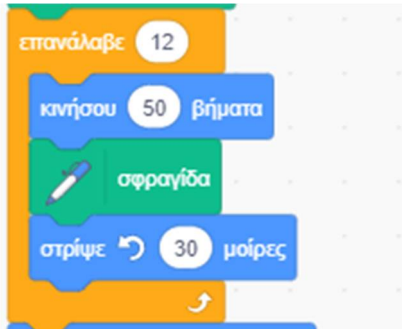 επανάλαβε 12
κινήσου 50 βήματα
σφραγίδα
στρίψε 30 μοίρες